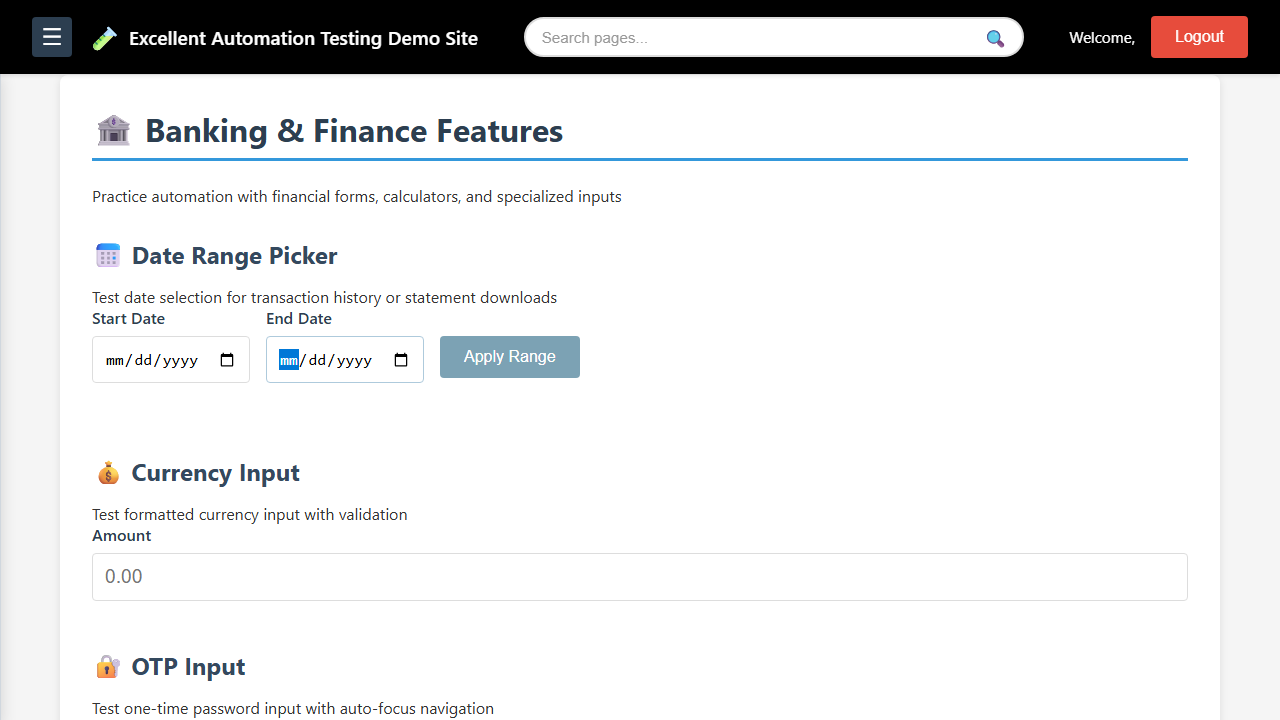 ☰
Excellent Automation Testing Demo Site
Search pages...
Welcome,
Logout
Banking & Finance Features
Practice automation with financial forms, calculators, and specialized inputs
Date Range Picker
Test date selection for transaction history or statement downloads
Start Date
End Date
mm/dd/yyyy
mm/dd/yyyy
Apply Range
Currency Input
Test formatted currency input with validation
Amount
0.00
OTP Input
Test one-time password input with auto-focus navigation